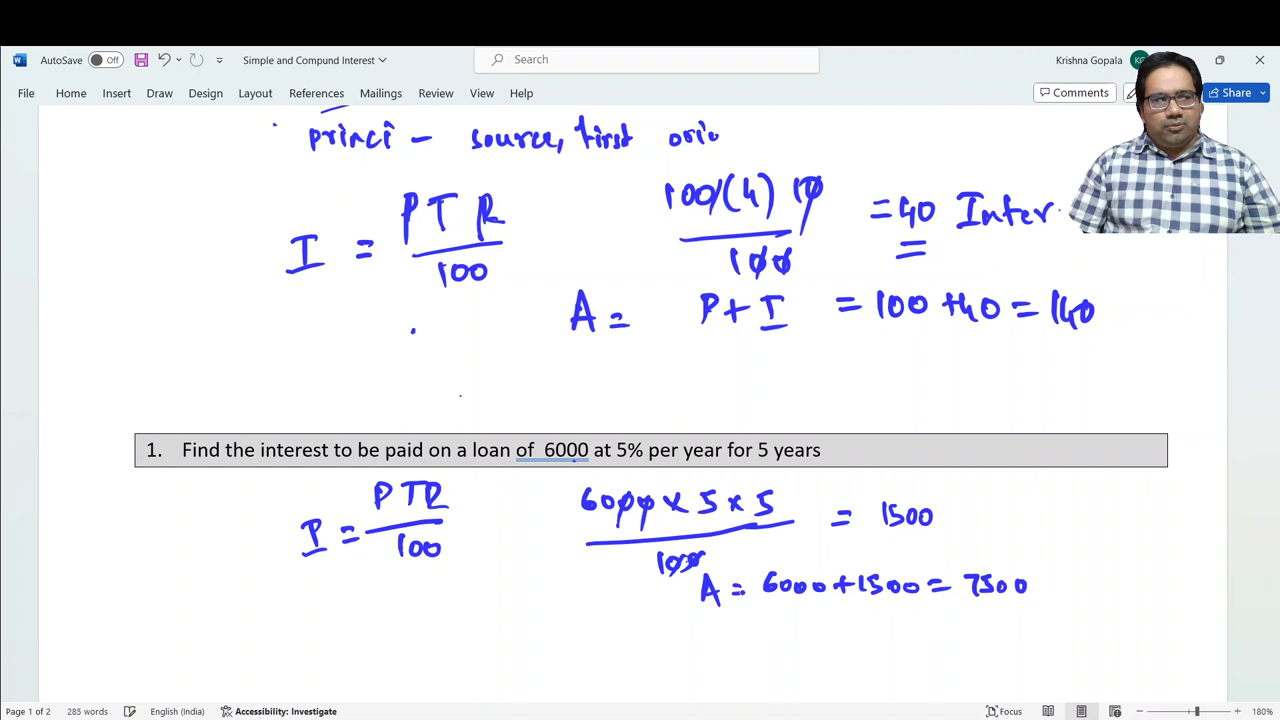 AutoSave Off Simple and Compund Interest Search Krishna Gopala
File Home Insert Draw Design Layout References Mailings Review View Help Comments Share
princi - source, first orig
I = PTR/100 100(4)10/100 = 40 Inter
A = P + I = 100 + 40 = 140
1. Find the interest to be paid on a loan of 6000 at 5% per year for 5 years
I = PTR/100 6000 x 5 x 5/100 = 1500
A = 6000 + 1500 = 7500
Page 1 of 2 285 words English (India) Accessibility: Investigate Focus 180%